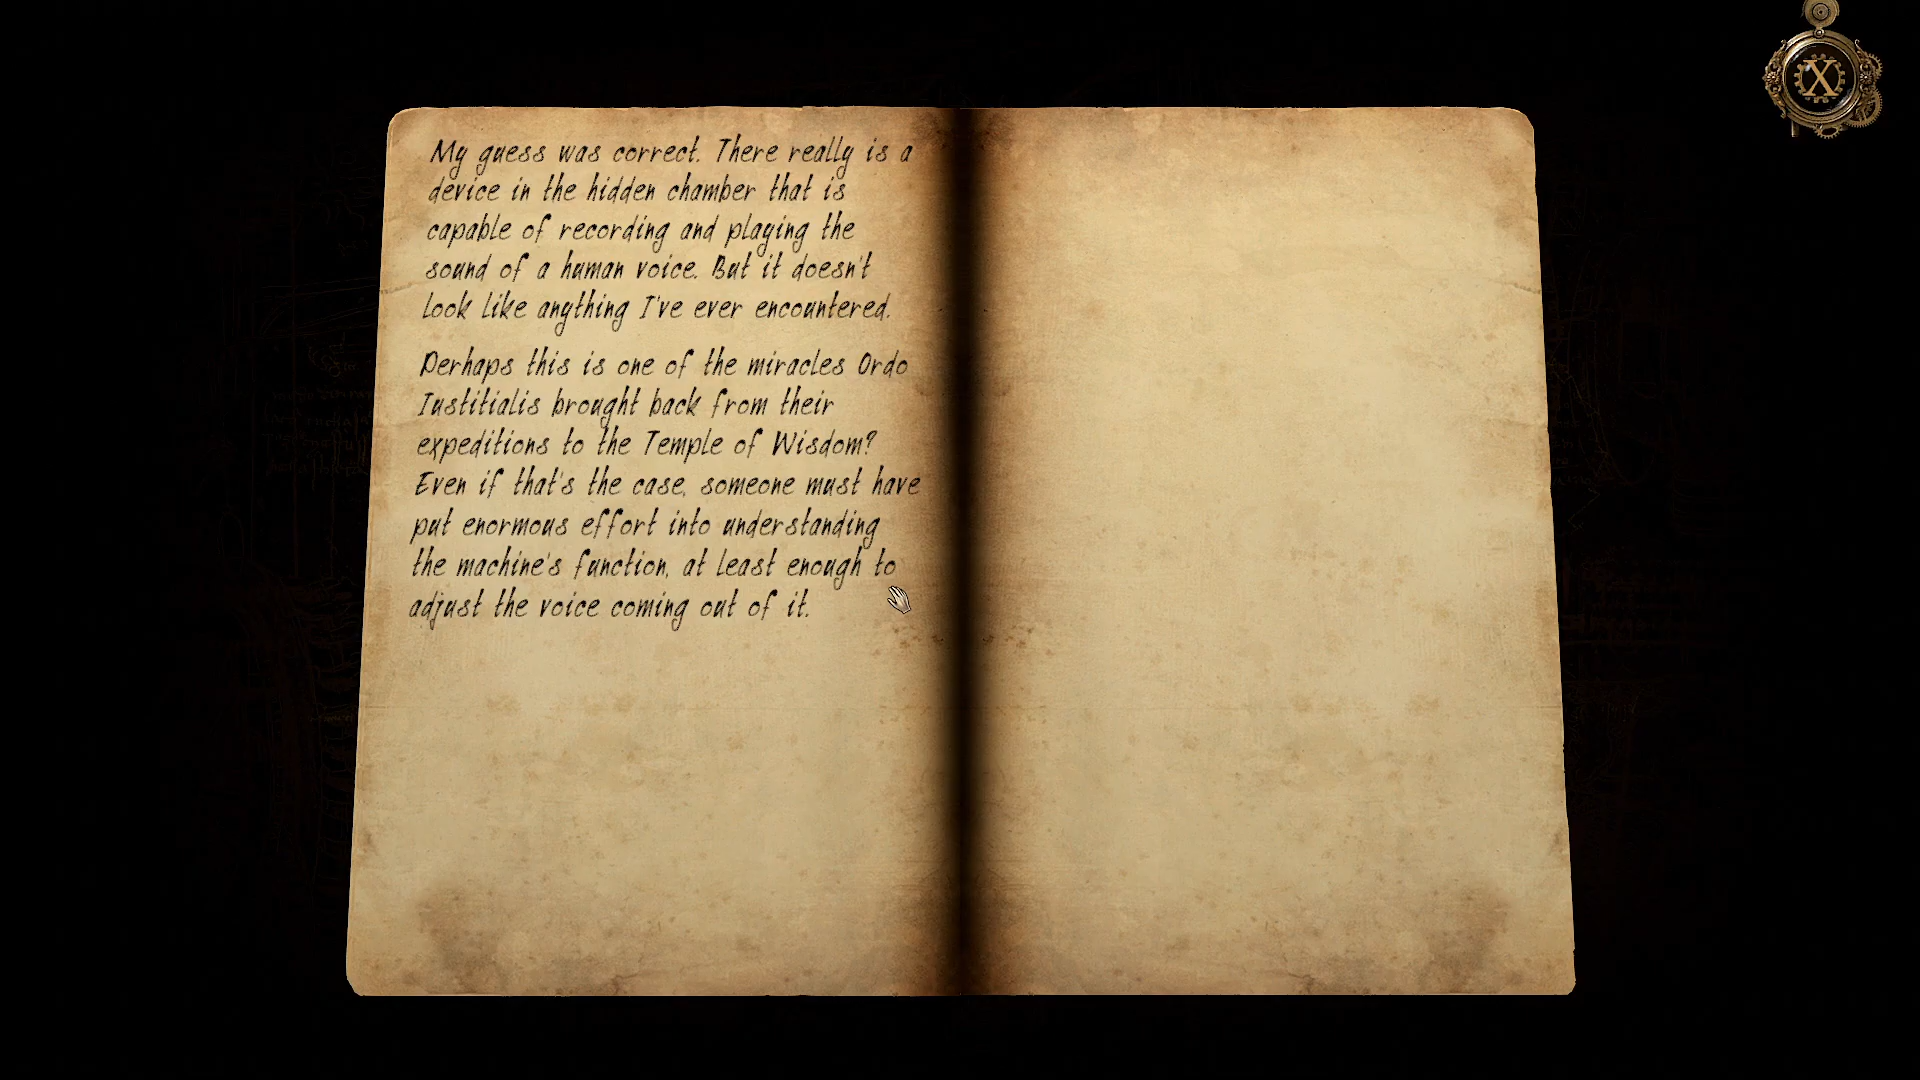 My guess was correct. There really is a
device in the hidden chamber that is
capable of recording and playing the
sound of a human voice. But it doesn't
look like anything I've ever encountered.
Perhaps this is one of the miracles Ordo
Iustitialis brought back from their
expeditions to the Temple of Wisdom?
Even if that's the case, someone must have
put enormous effort into understanding
the machine's function, at least enough to
adjust the voice coming out of it.
X